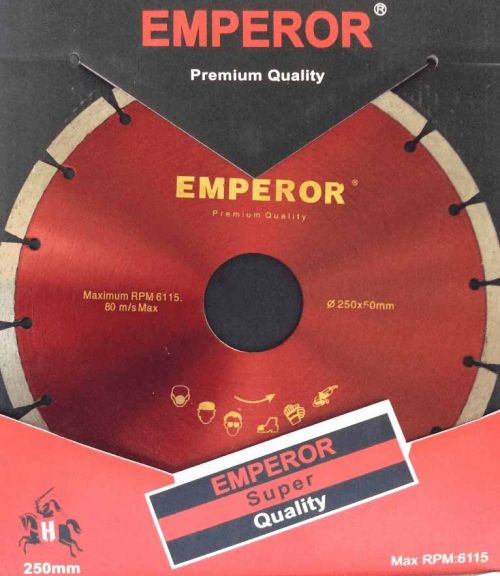 EMPEROR®
Premium Quality
EMPEROR®
Premium Quality
Maximum RPM 6115.
80 m/s Max
Ø 250x50mm
EMPEROR
Super
Quality
H
250mm
Max RPM:6115